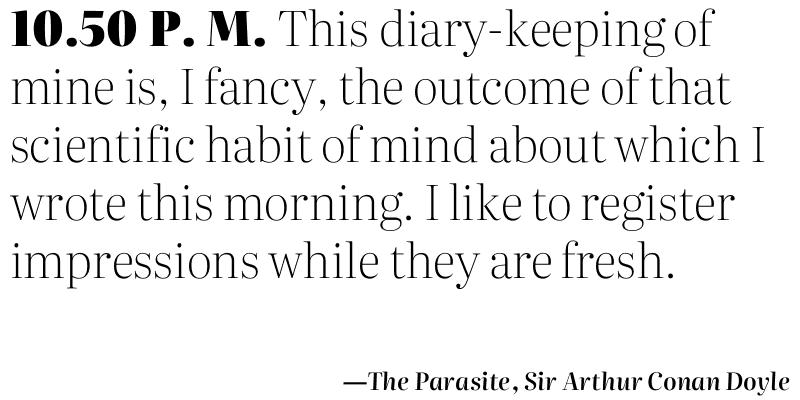 10.50 P. M. This diary-keeping of
mine is, I fancy, the outcome of that
scientific habit of mind about which I
wrote this morning. I like to register
impressions while they are fresh.
—The Parasite, Sir Arthur Conan Doyle